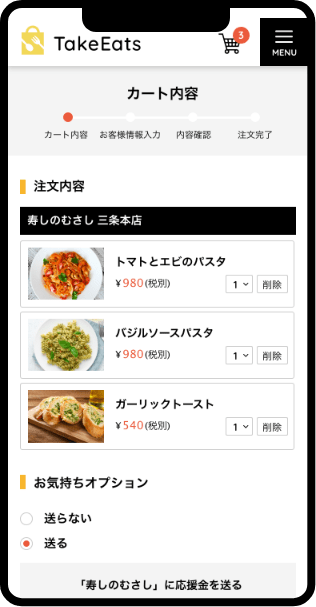 TakeEats
3
MENU
カート内容
カート内容 お客様情報入力 内容確認 注文完了
注文内容
寿しのむさし 三条本店
トマトとエビのパスタ
¥980(税別)
1 削除
バジルソースパスタ
¥980(税別)
1 削除
ガーリックトースト
¥540(税別)
1 削除
お気持ちオプション
送らない
送る
「寿しのむさし」に応援金を送る